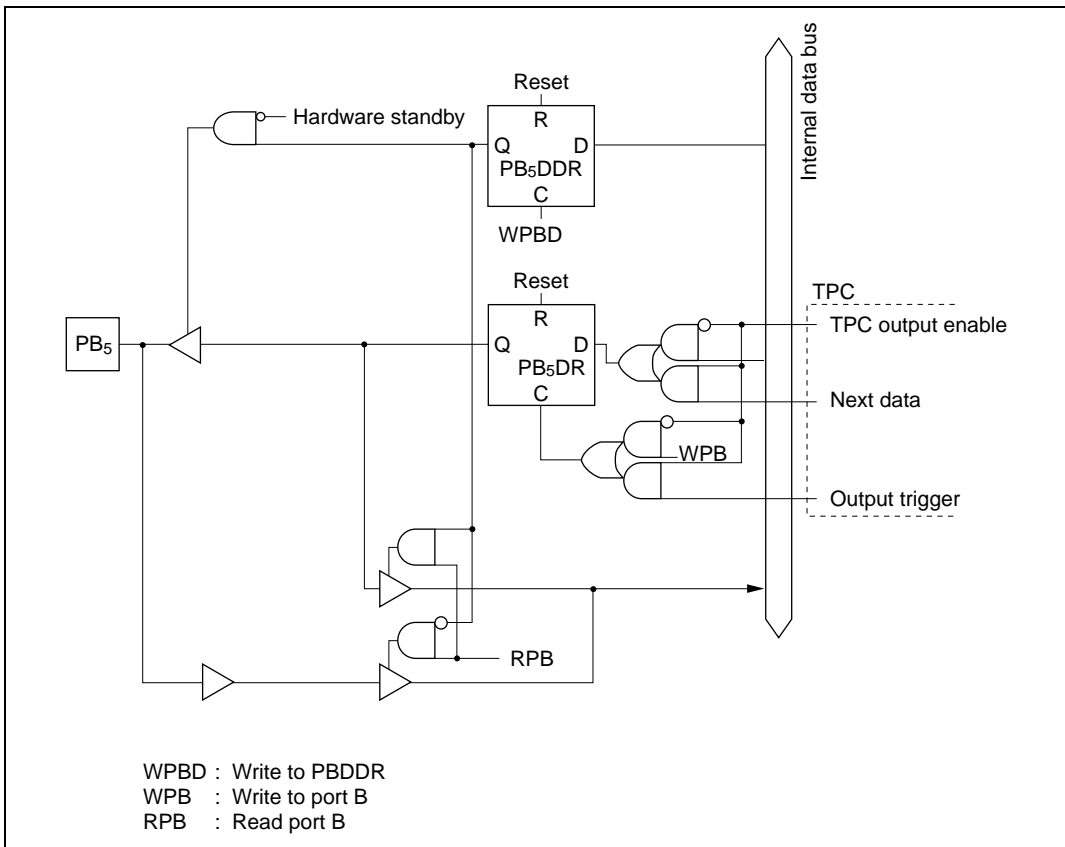 Reset
Hardware standby
R
Q D
PB₅DDR
C
WPBD
Internal data bus
Reset
TPC
R
TPC output enable
PB₅
Q D
PB₅DR
C
Next data
WPB
Output trigger
RPB
WPBD : Write to PBDDR
WPB : Write to port B
RPB : Read port B